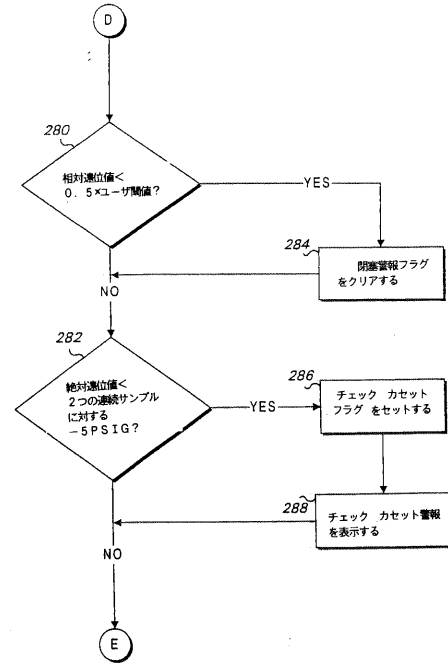 D
280
相対遠位値<
0.5×ユーザ閾値?
YES
284
閉塞警報フラグ
をクリアする
NO
282
絶対遠位値<
2つの連続サンプル
に対する
−5PSIG?
YES
286
チェック カセット
フラグ をセットする
288
チェック カセット警報
を表示する
NO
E